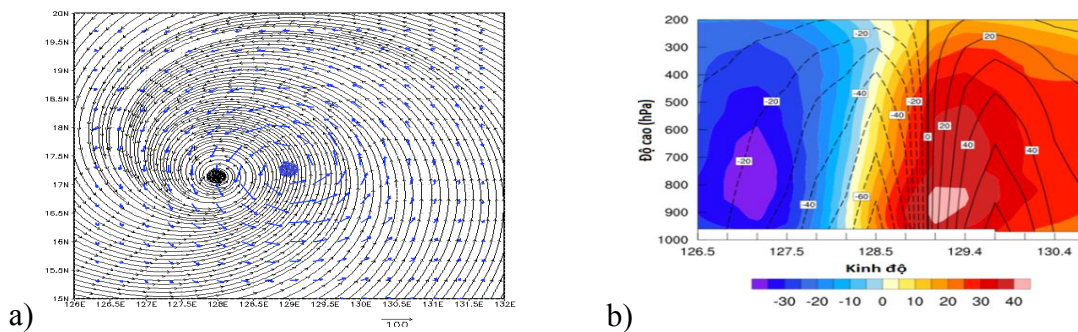 20N
19.5N
19N
18.5N
18N
17.5N
17N
16.5N
16N
15.5N
15N
126E 126.5E 127E 127.5E 128E 128.5E 129E 129.5E 130E 130.5E 131E 131.5E 132E
100
a)
200
300
400
500
600
700
800
900
1000
Độ cao (hPa)
-20
20
-40
-20
-20
-40
-20
0
20
40
40
-20
-40
-60
126.5 127.5 128.5 129.4 130.4
Kinh độ
-30 -20 -10 0 10 20 30 40
b)